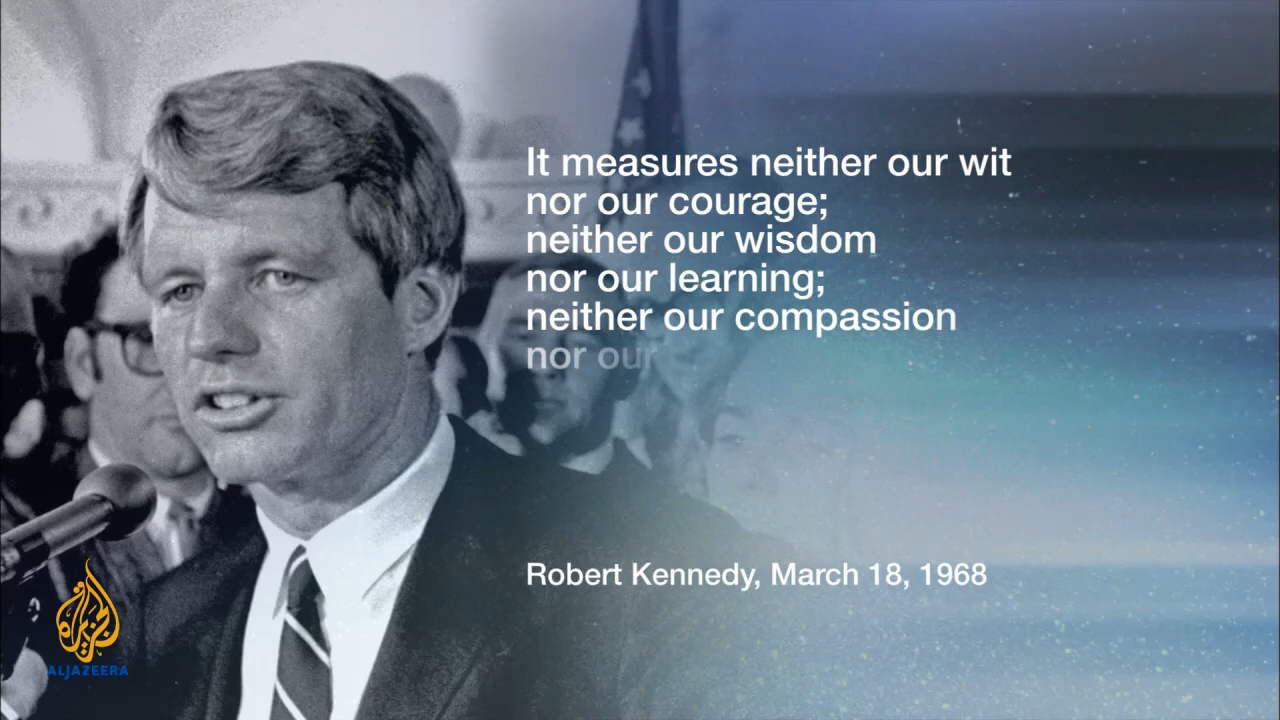 It measures neither our wit
nor our courage;
neither our wisdom
nor our learning;
neither our compassion
nor our
Robert Kennedy, March 18, 1968
الجزيرة
ALJAZEERA